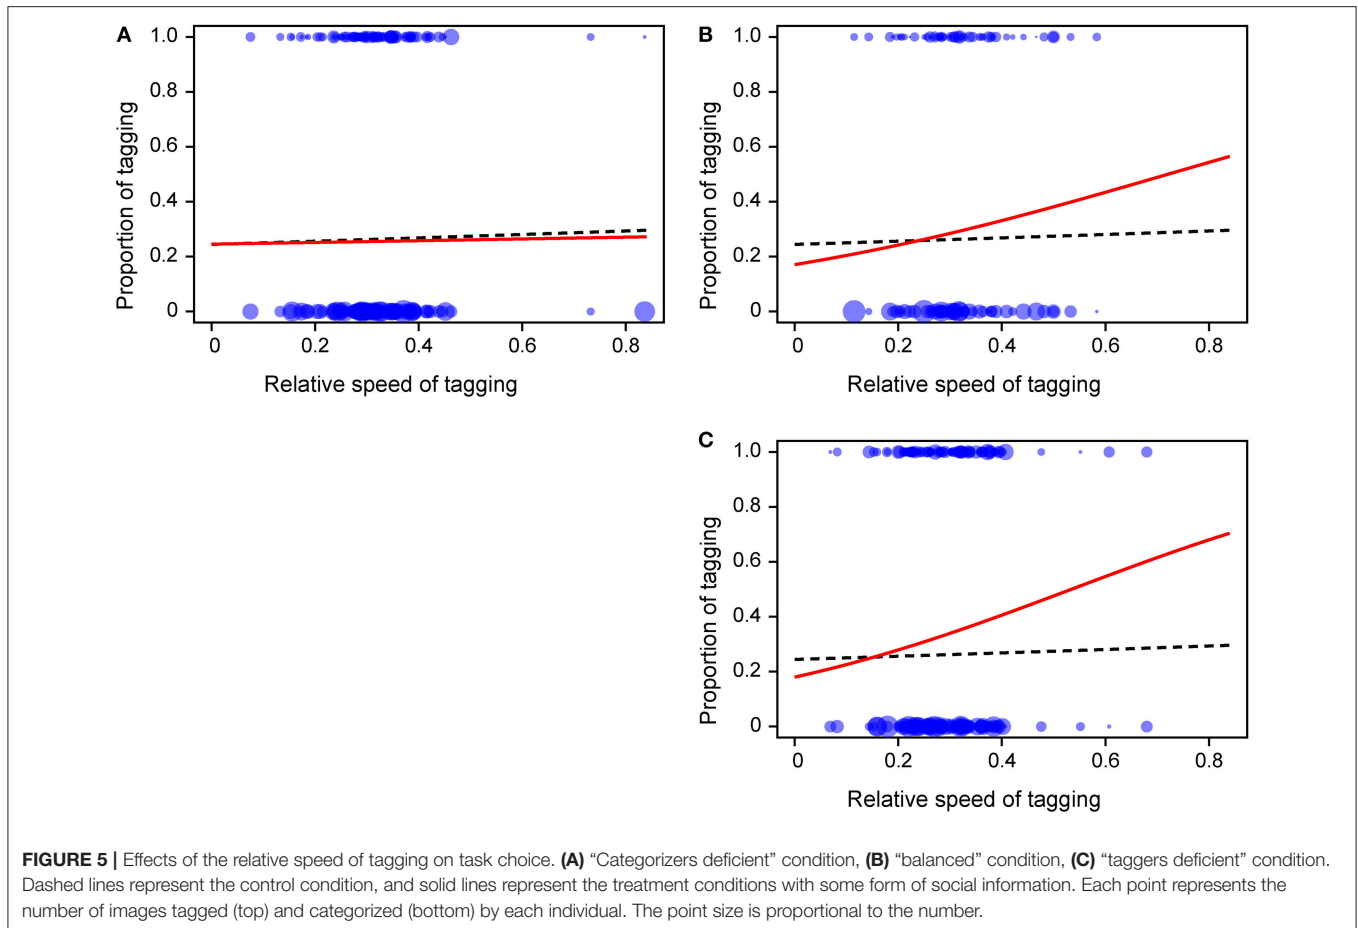 A
1.0
0.8
0.6
0.4
0.2
0
Proportion of tagging
0
0.2
0.4
0.6
0.8
Relative speed of tagging
B
1.0
0.8
0.6
0.4
0.2
0
Proportion of tagging
0
0.2
0.4
0.6
0.8
Relative speed of tagging
C
1.0
0.8
0.6
0.4
0.2
0
Proportion of tagging
0
0.2
0.4
0.6
0.8
Relative speed of tagging
FIGURE 5 | Effects of the relative speed of tagging on task choice. (A) “Categorizers deficient” condition, (B) “balanced” condition, (C) “taggers deficient” condition.
Dashed lines represent the control condition, and solid lines represent the treatment conditions with some form of social information. Each point represents the
number of images tagged (top) and categorized (bottom) by each individual. The point size is proportional to the number.